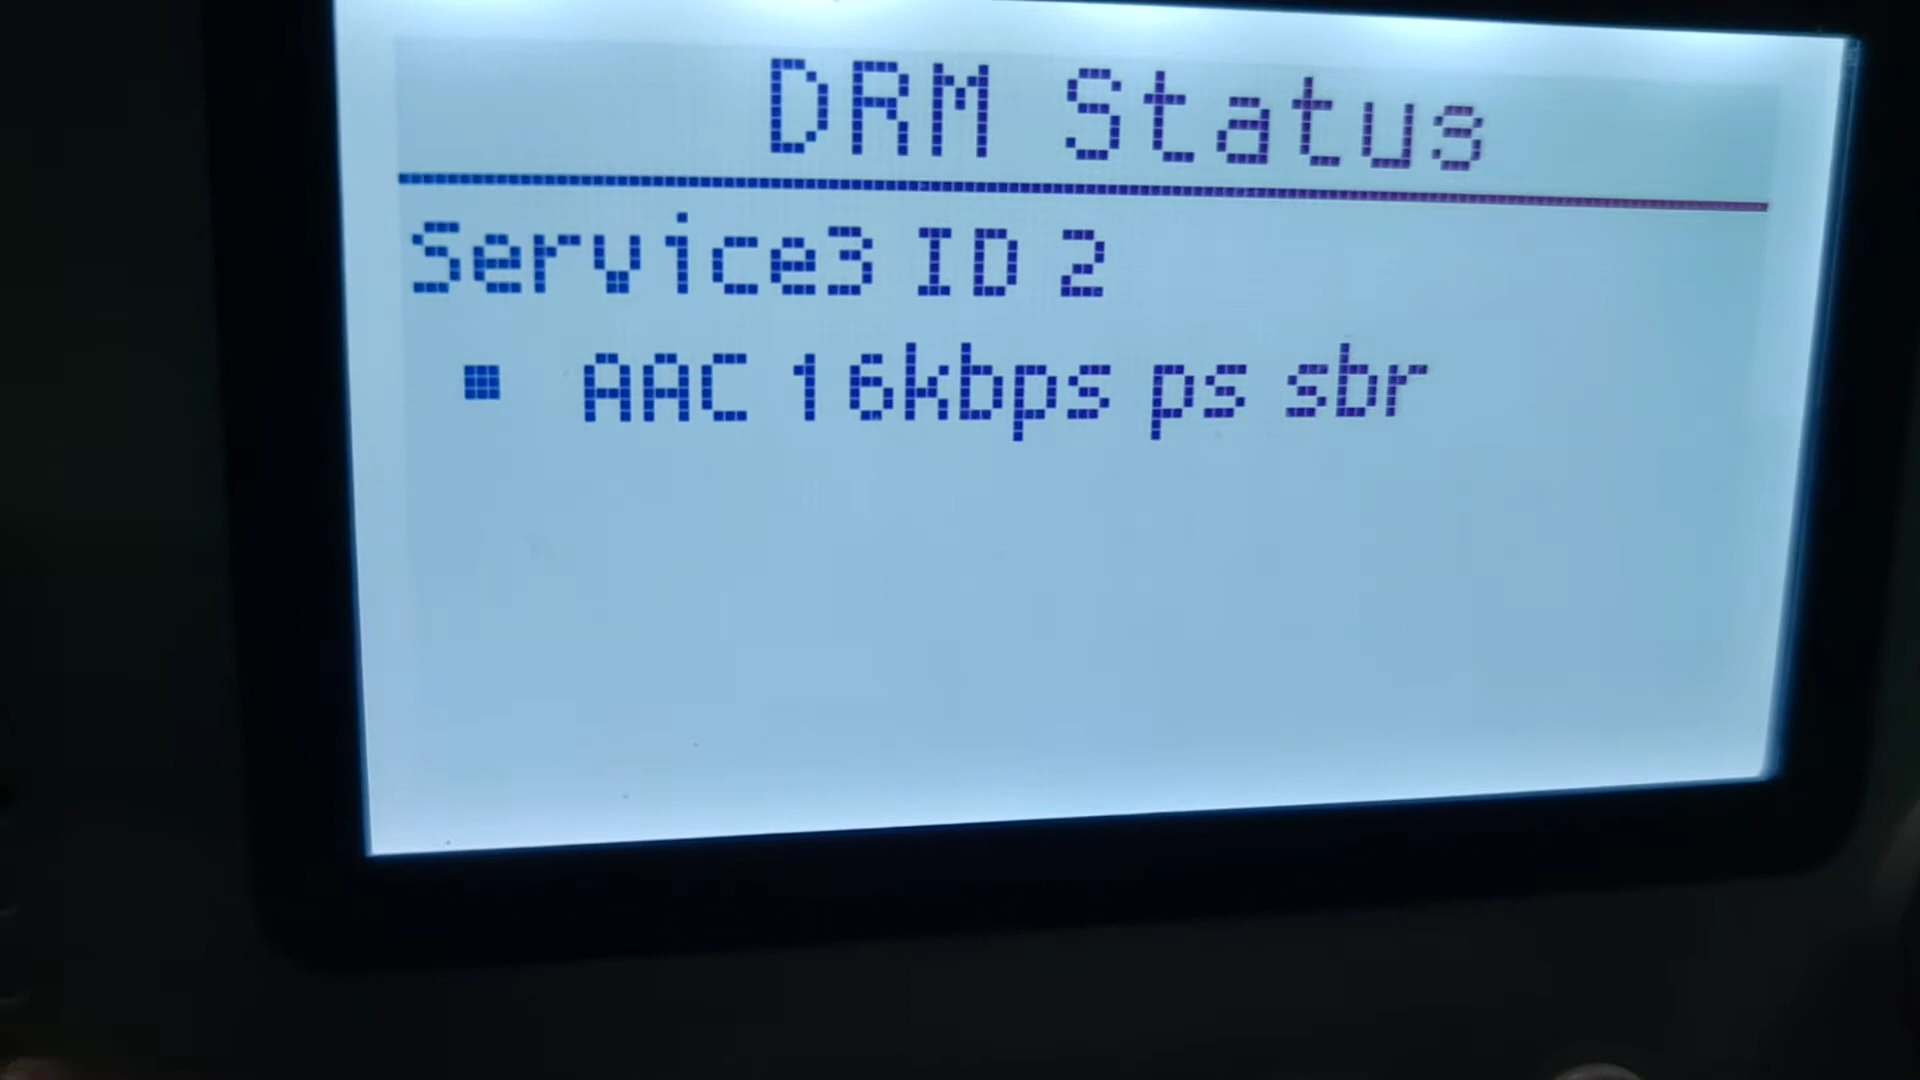 DRM Status
Service3 ID 2
▪ AAC 16kbps ps sbr